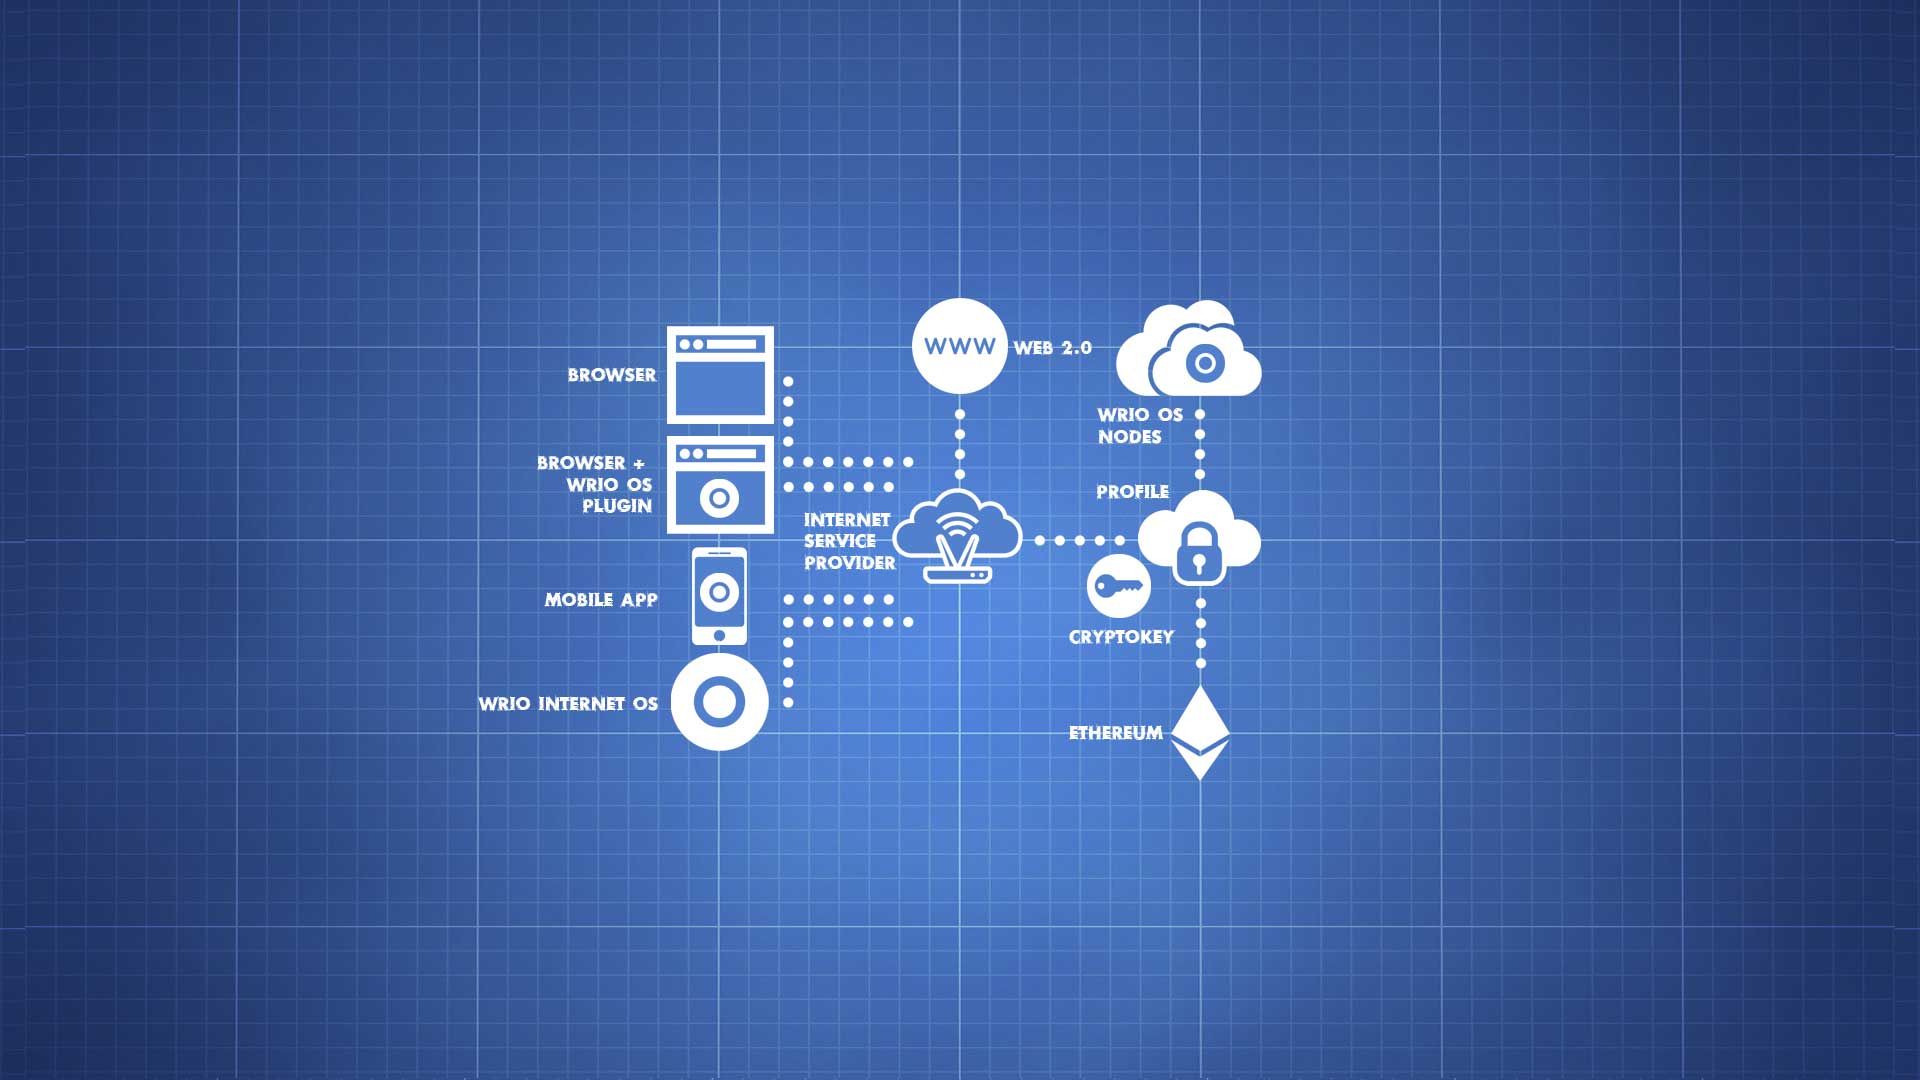 BROWSER
BROWSER +
WRIO OS
PLUGIN
MOBILE APP
WRIO INTERNET OS
INTERNET
SERVICE
PROVIDER
WWW
WEB 2.0
WRIO OS
NODES
PROFILE
CRYPTOKEY
ETHEREUM